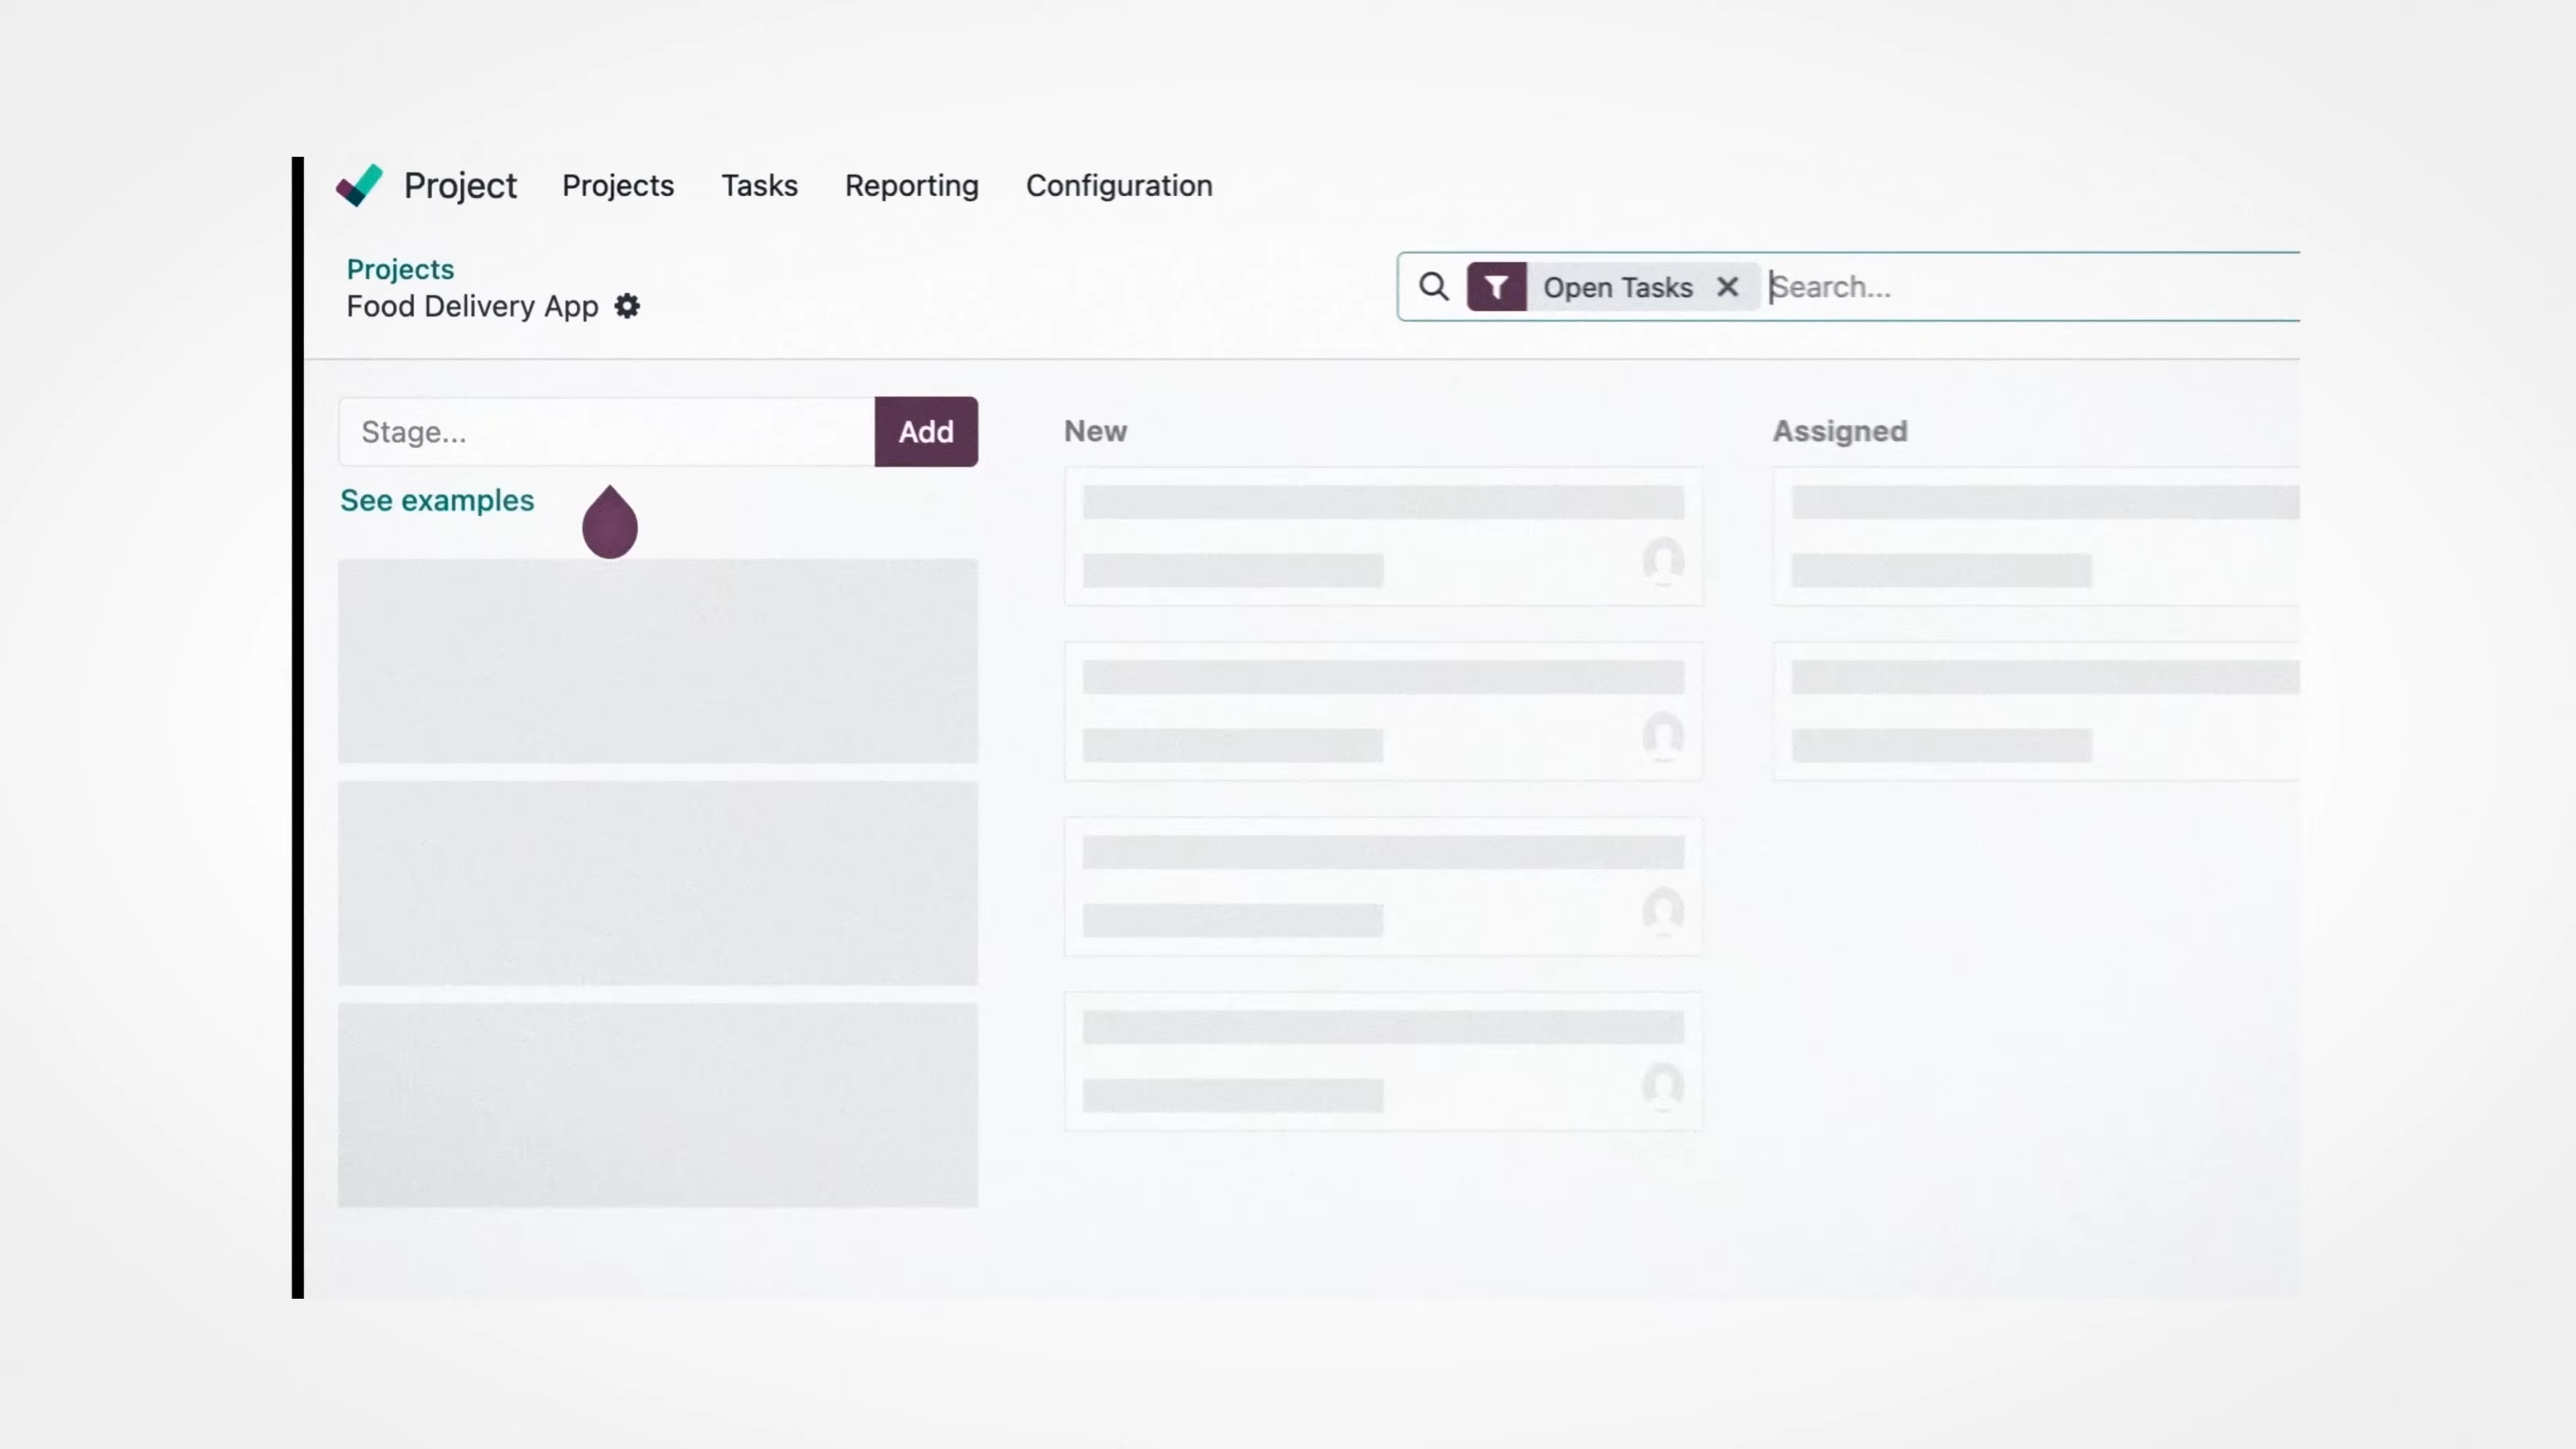 Project Projects Tasks Reporting Configuration
Projects
Food Delivery App
Open Tasks Search...
Stage... Add
See examples
New
Assigned